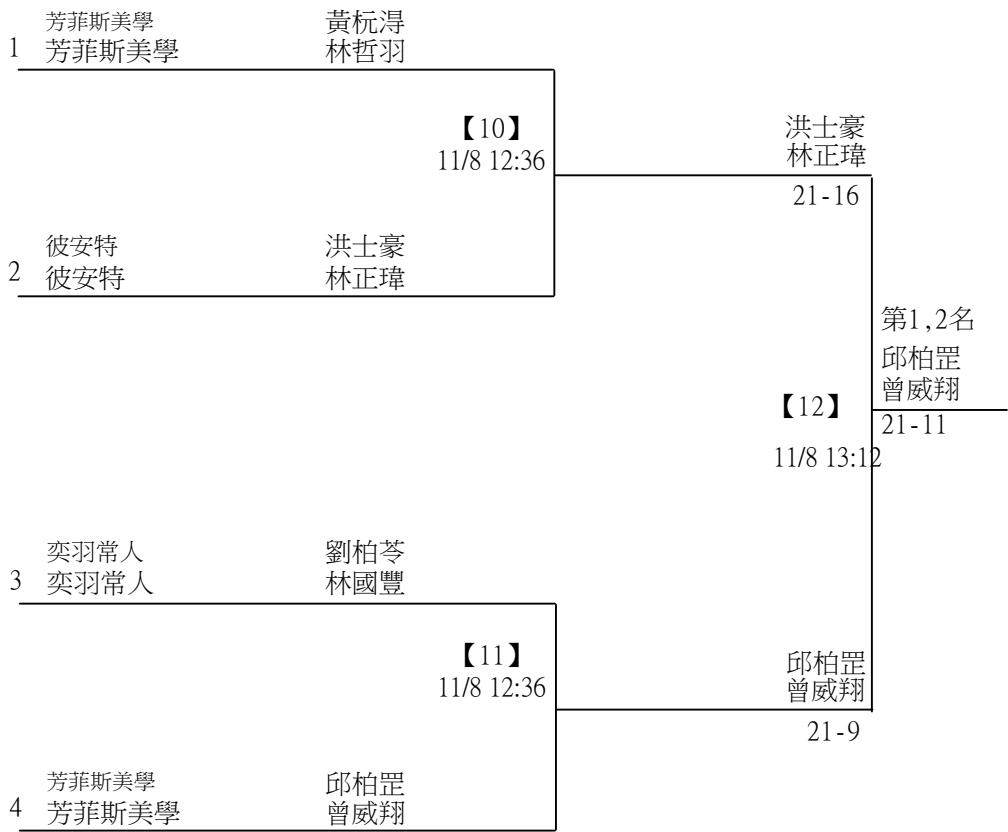 芳菲斯美學 黃杬淂
1 芳菲斯美學 林哲羽
【10】
11/8 12:36
洪士豪
林正瑋
21-16
彼安特 洪士豪
2 彼安特 林正瑋
第1,2名
邱柏罡
曾威翔
【12】
21-11
11/8 13:12
奕羽常人 劉柏苓
3 奕羽常人 林國豐
【11】
11/8 12:36
邱柏罡
曾威翔
21-9
芳菲斯美學 邱柏罡
4 芳菲斯美學 曾威翔